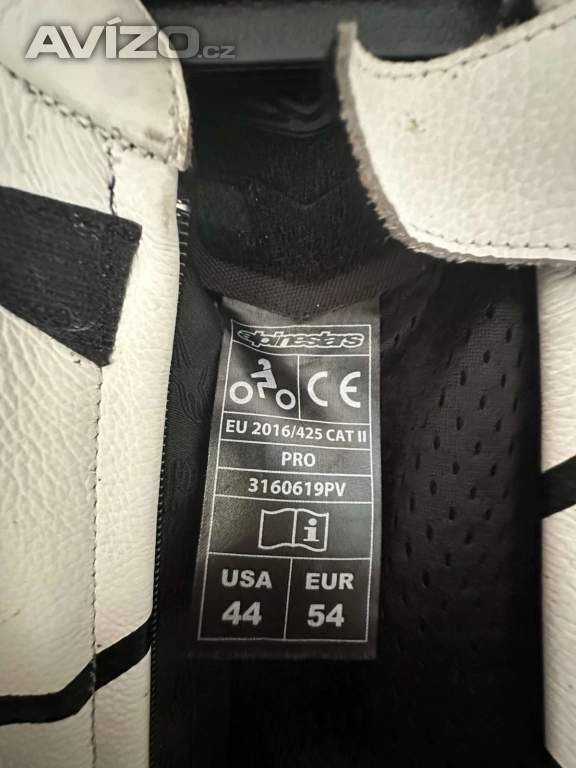 AVÍZO.cz
alpinestars
CE
EU 2016/425 CAT II
PRO
3160619PV
i
USA EUR
44 54